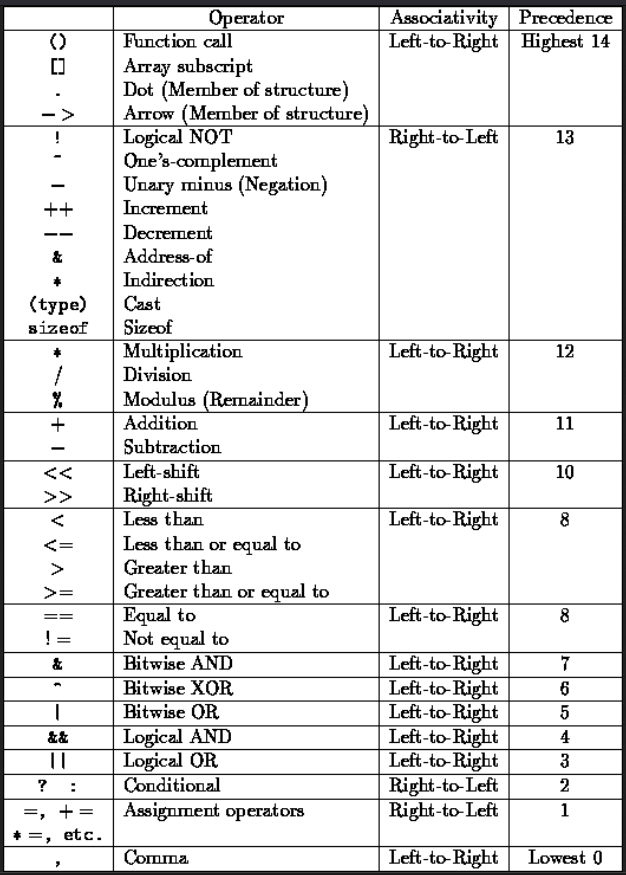 Operator Associativity Precedence
() Function call Left-to-Right Highest 14
[] Array subscript
. Dot (Member of structure)
-> Arrow (Member of structure)
! Logical NOT Right-to-Left 13
~ One's-complement
− Unary minus (Negation)
++ Increment
−− Decrement
& Address-of
* Indirection
(type) Cast
sizeof Sizeof
* Multiplication Left-to-Right 12
/ Division
% Modulus (Remainder)
+ Addition Left-to-Right 11
− Subtraction
<< Left-shift Left-to-Right 10
>> Right-shift
< Less than Left-to-Right 8
<= Less than or equal to
> Greater than
>= Greater than or equal to
== Equal to Left-to-Right 8
!= Not equal to
& Bitwise AND Left-to-Right 7
^ Bitwise XOR Left-to-Right 6
| Bitwise OR Left-to-Right 5
&& Logical AND Left-to-Right 4
|| Logical OR Left-to-Right 3
? : Conditional Right-to-Left 2
=, += Assignment operators Right-to-Left 1
*=, etc.
, Comma Left-to-Right Lowest 0